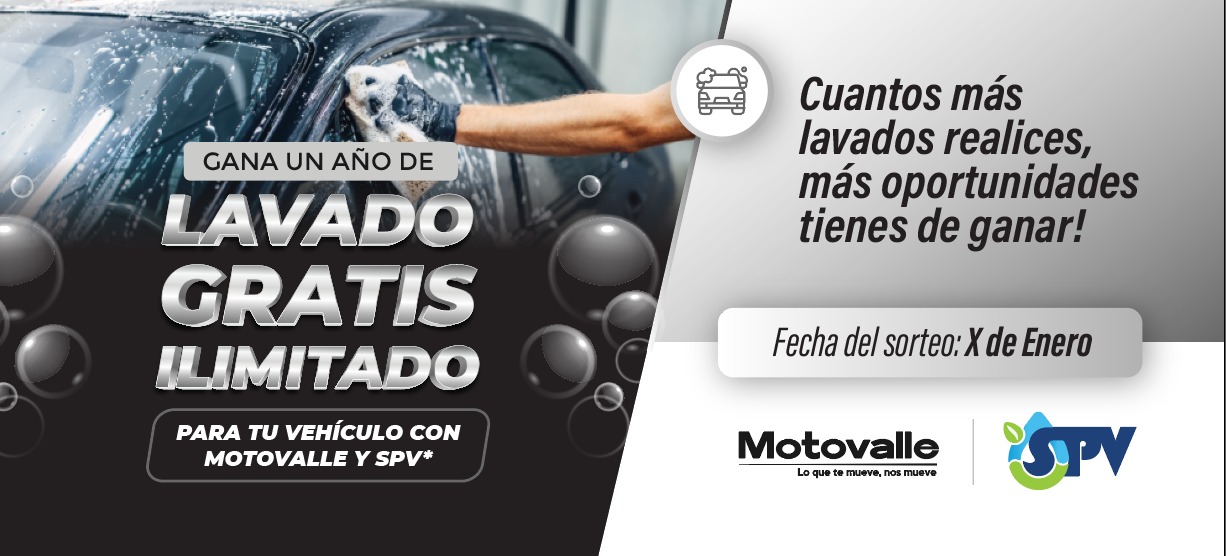 GANA UN AÑO DE
LAVADO
GRATIS
ILIMITADO
PARA TU VEHÍCULO CON
MOTOVALLE Y SPV*
Cuantos más
lavados realices,
más oportunidades
tienes de ganar!
Fecha del sorteo: X de Enero
Motovalle
Lo que te mueve, nos mueve
SPV